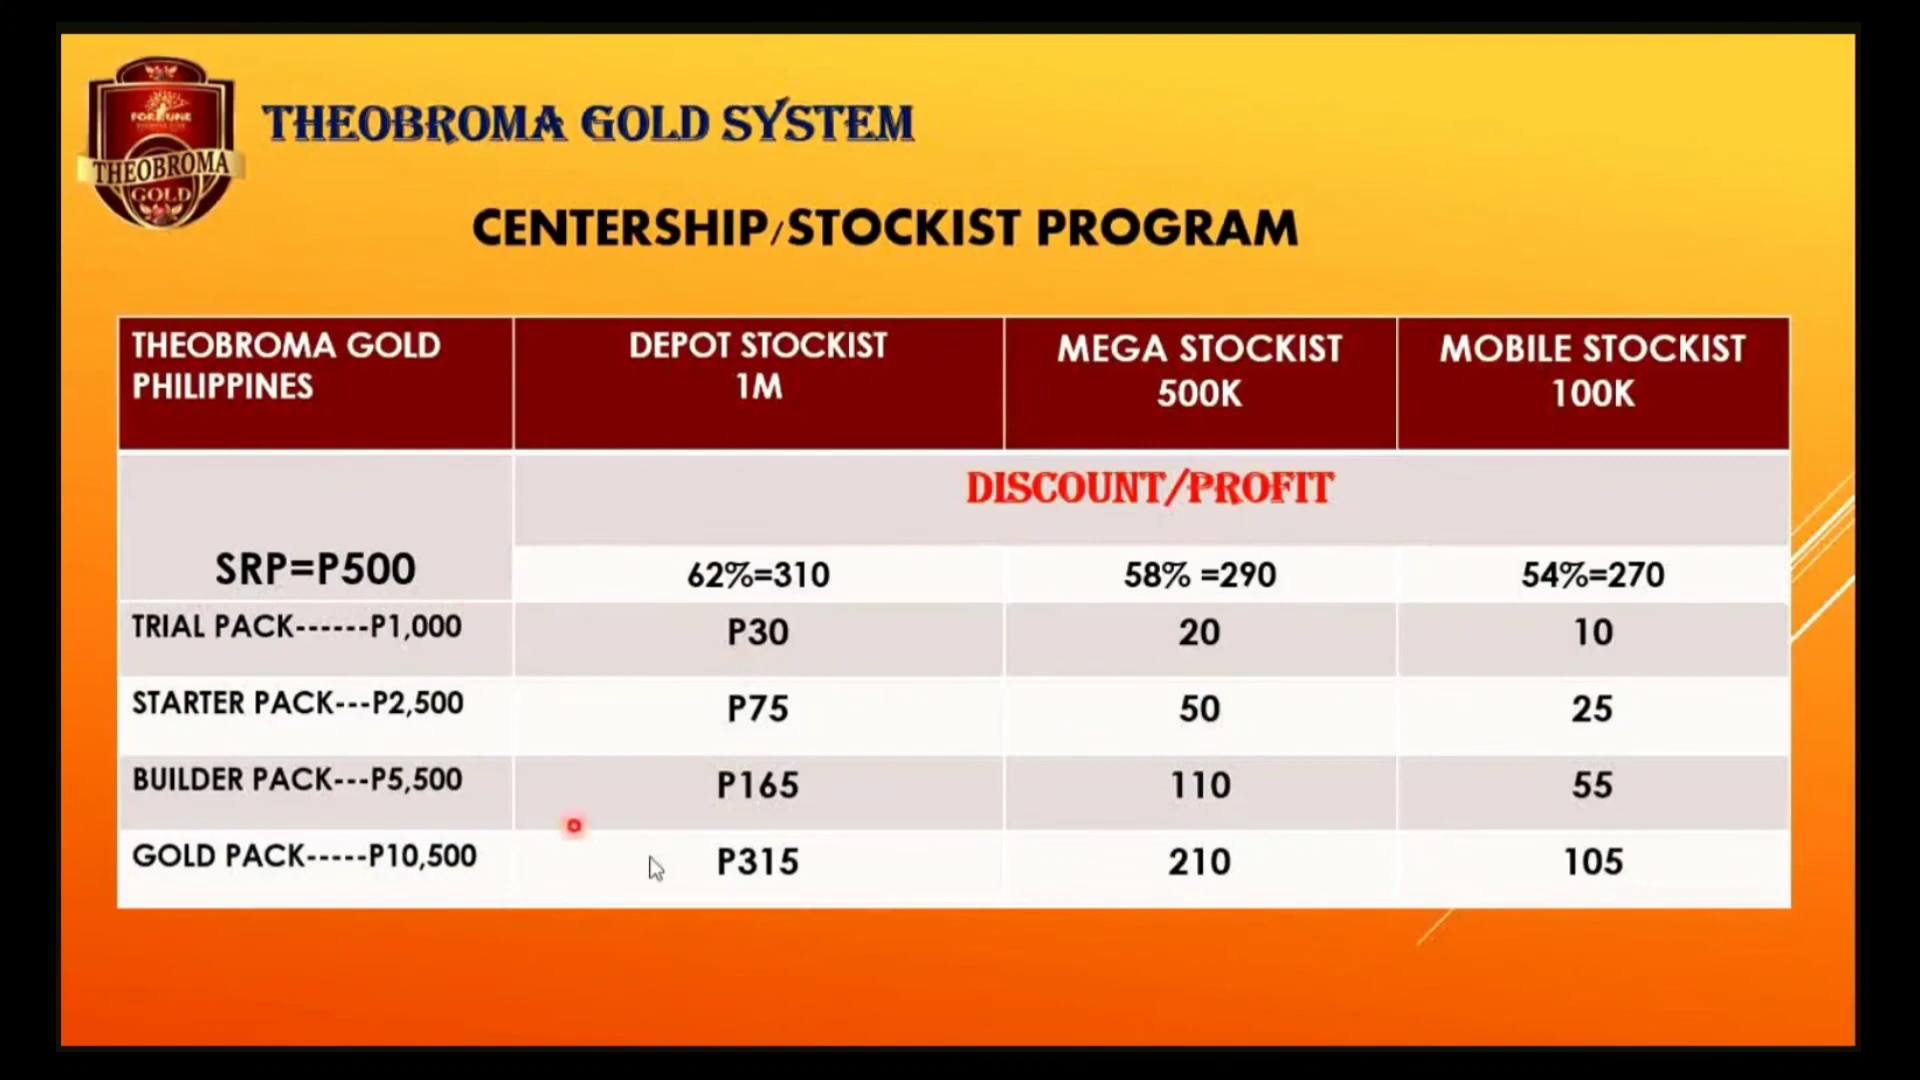 FORTUNE
THEOBROMA
GOLD
THEOBROMA GOLD SYSTEM
CENTERSHIP/STOCKIST PROGRAM
THEOBROMA GOLD
PHILIPPINES
DEPOT STOCKIST
1M
MEGA STOCKIST
500K
MOBILE STOCKIST
100K
DISCOUNT/PROFIT
SRP=P500
62%=310
58% =290
54%=270
TRIAL PACK------P1,000
P30
20
10
STARTER PACK---P2,500
P75
50
25
BUILDER PACK---P5,500
P165
110
55
GOLD PACK-----P10,500
P315
210
105